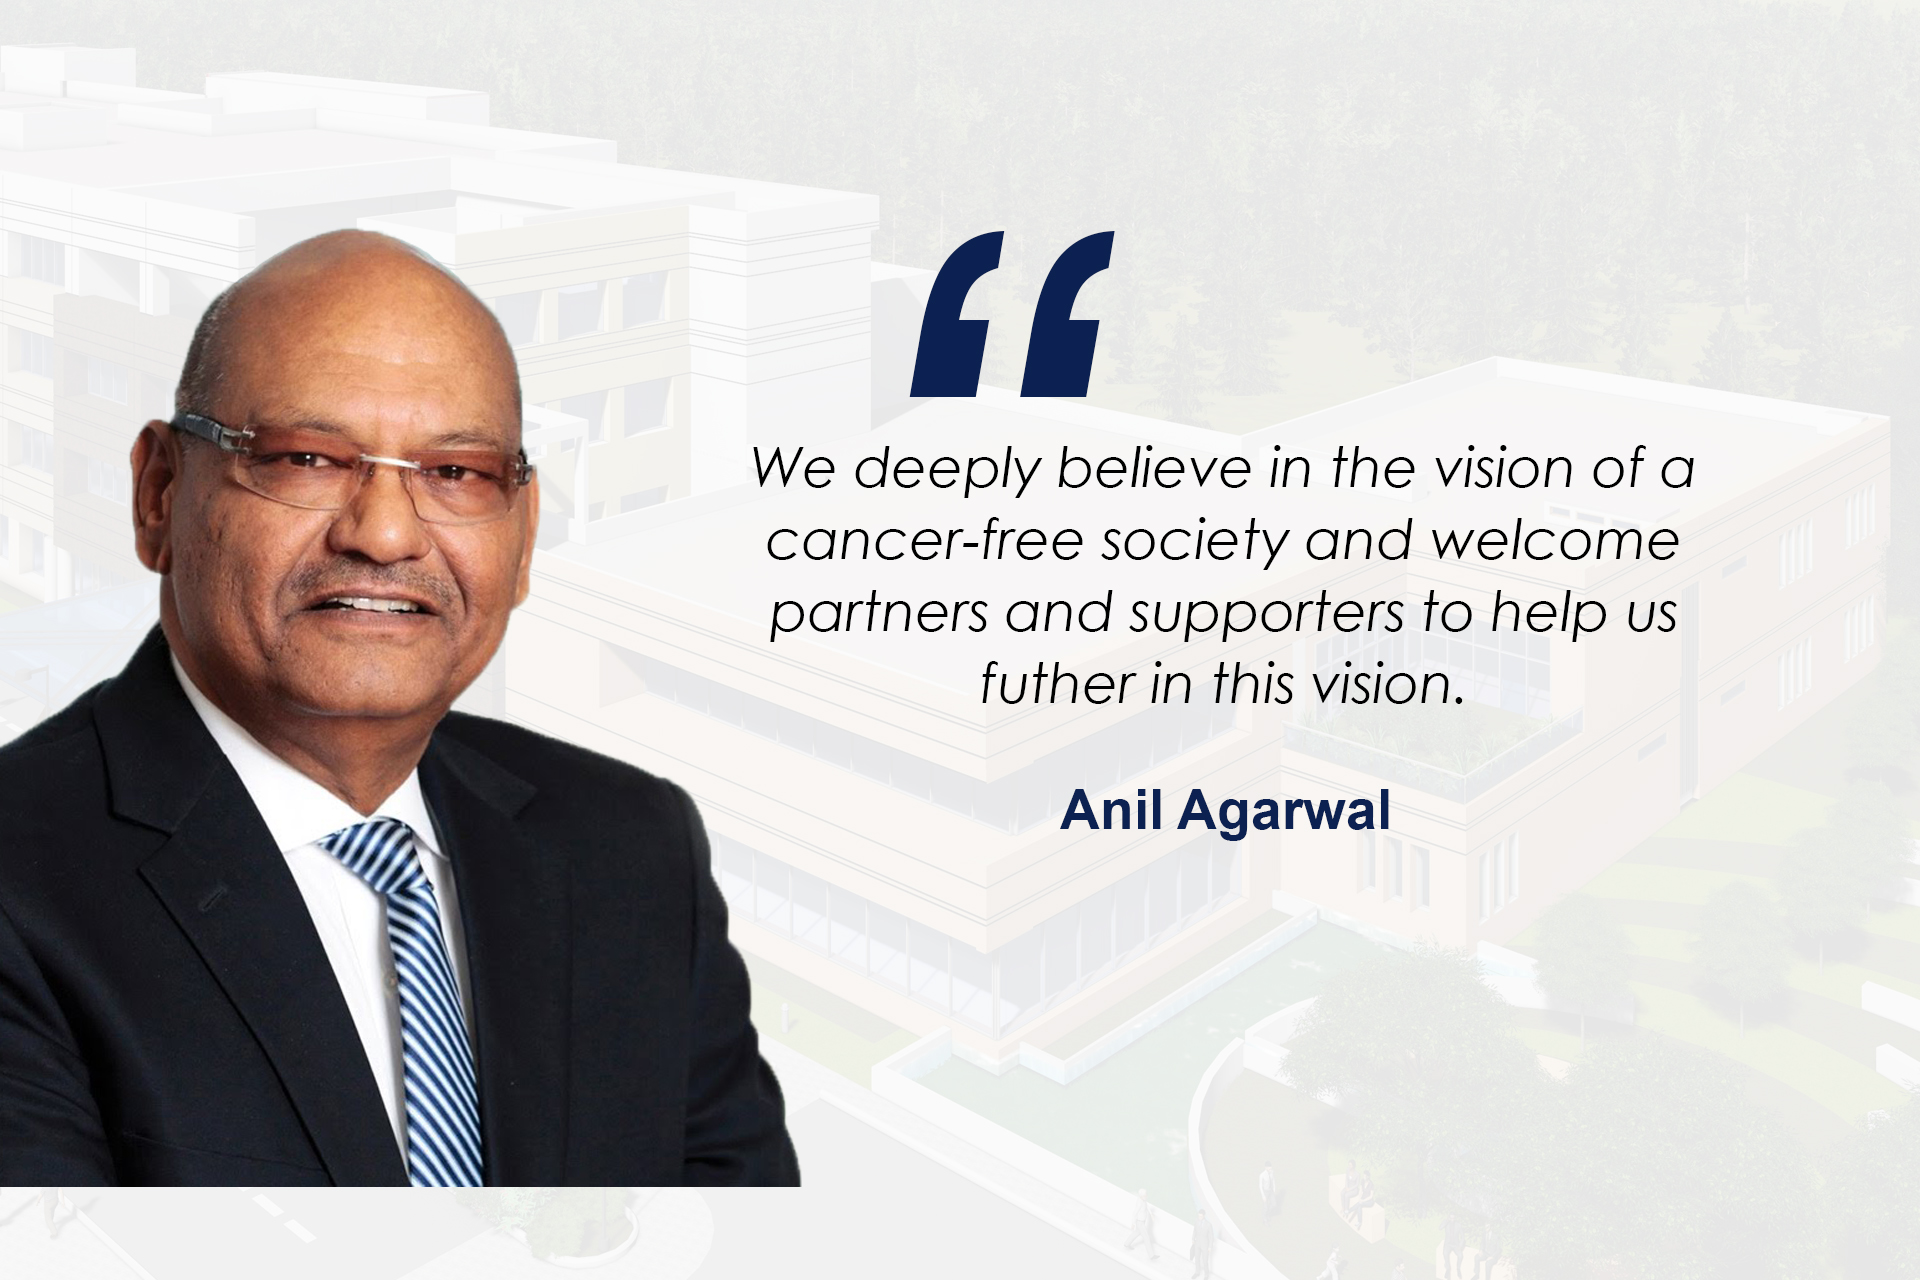 “
We deeply believe in the vision of a
cancer-free society and welcome
partners and supporters to help us
futher in this vision.
Anil Agarwal